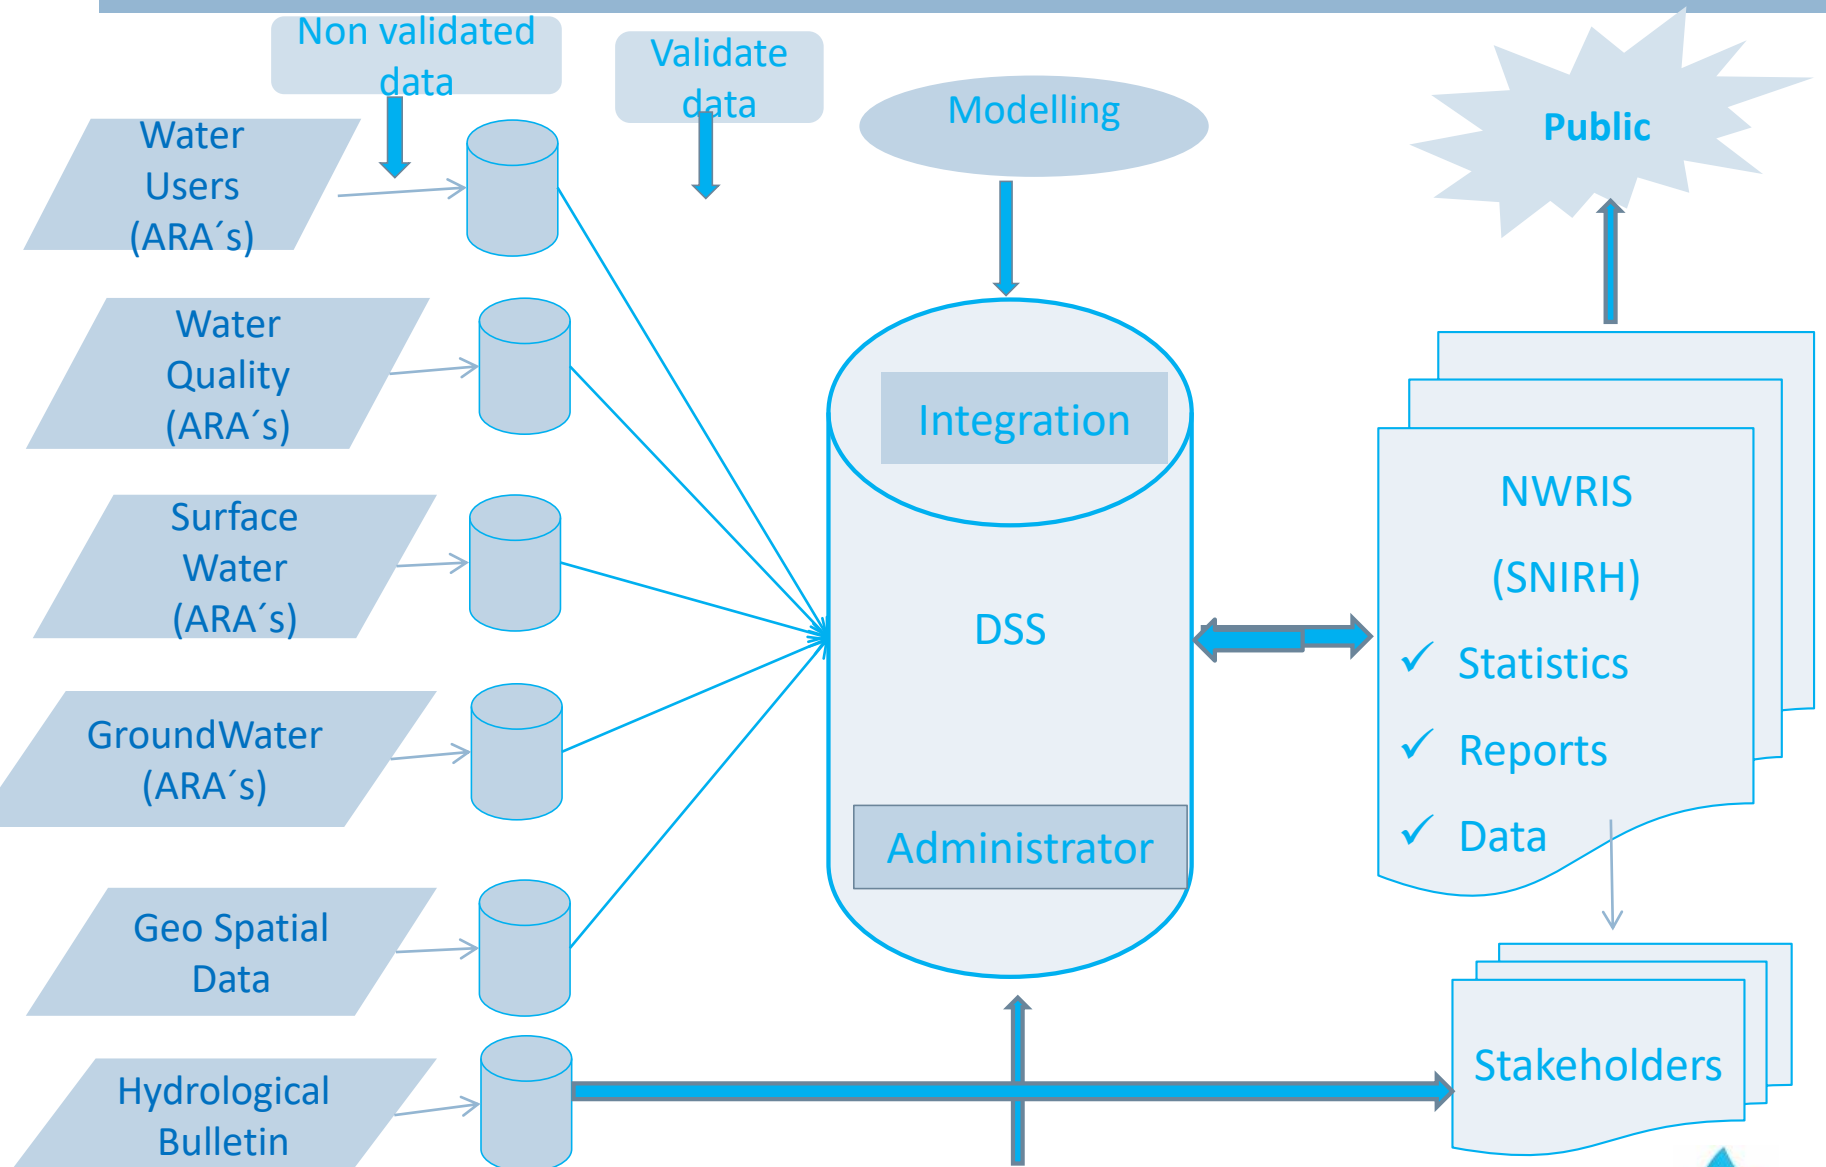 Non validated
data
Validate
data
Modelling
Public
Water
Users
(ARA´s)
Water
Quality
(ARA´s)
Surface
Water
(ARA´s)
GroundWater
(ARA´s)
Geo Spatial
Data
Hydrological
Bulletin
Integration
DSS
Administrator
NWRIS
(SNIRH)
✓ Statistics
✓ Reports
✓ Data
Stakeholders